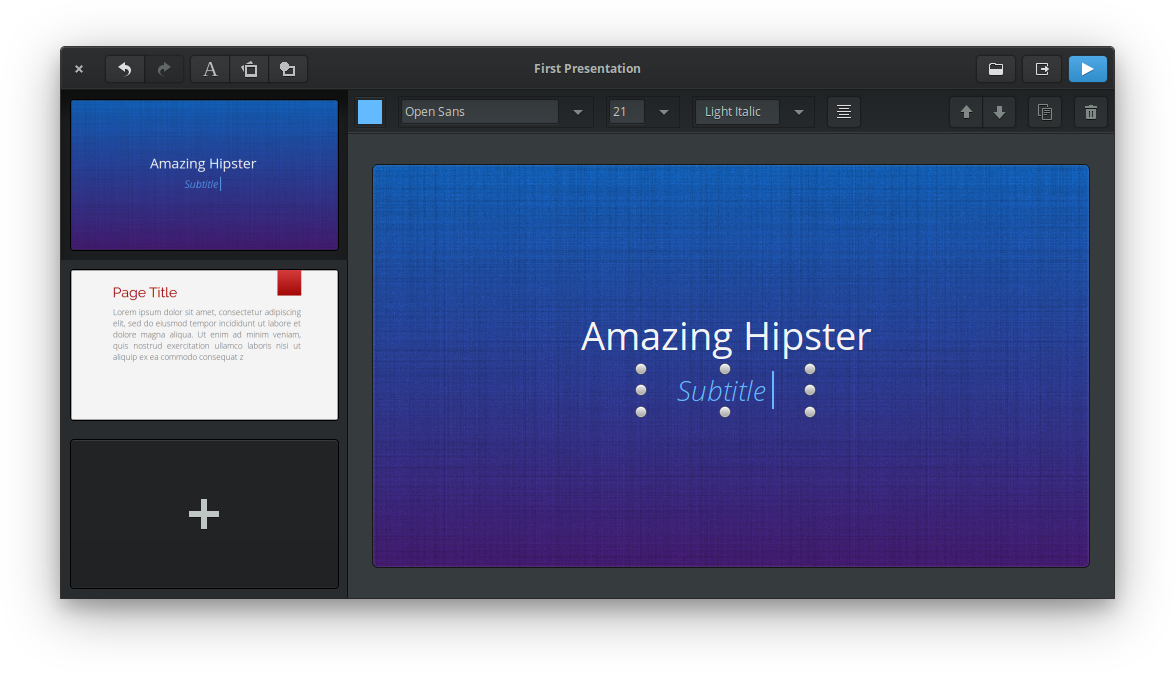 First Presentation
A
Open Sans
21
Light Italic
Amazing Hipster
Subtitle
Page Title
Lorem ipsum dolor sit amet, consectetur adipiscing
elit, sed do eiusmod tempor incididunt ut labore et
dolore magna aliqua. Ut enim ad minim veniam,
quis nostrud exercitation ullamco laboris nisi ut
aliquip ex ea commodo consequat z
Amazing Hipster
Subtitle